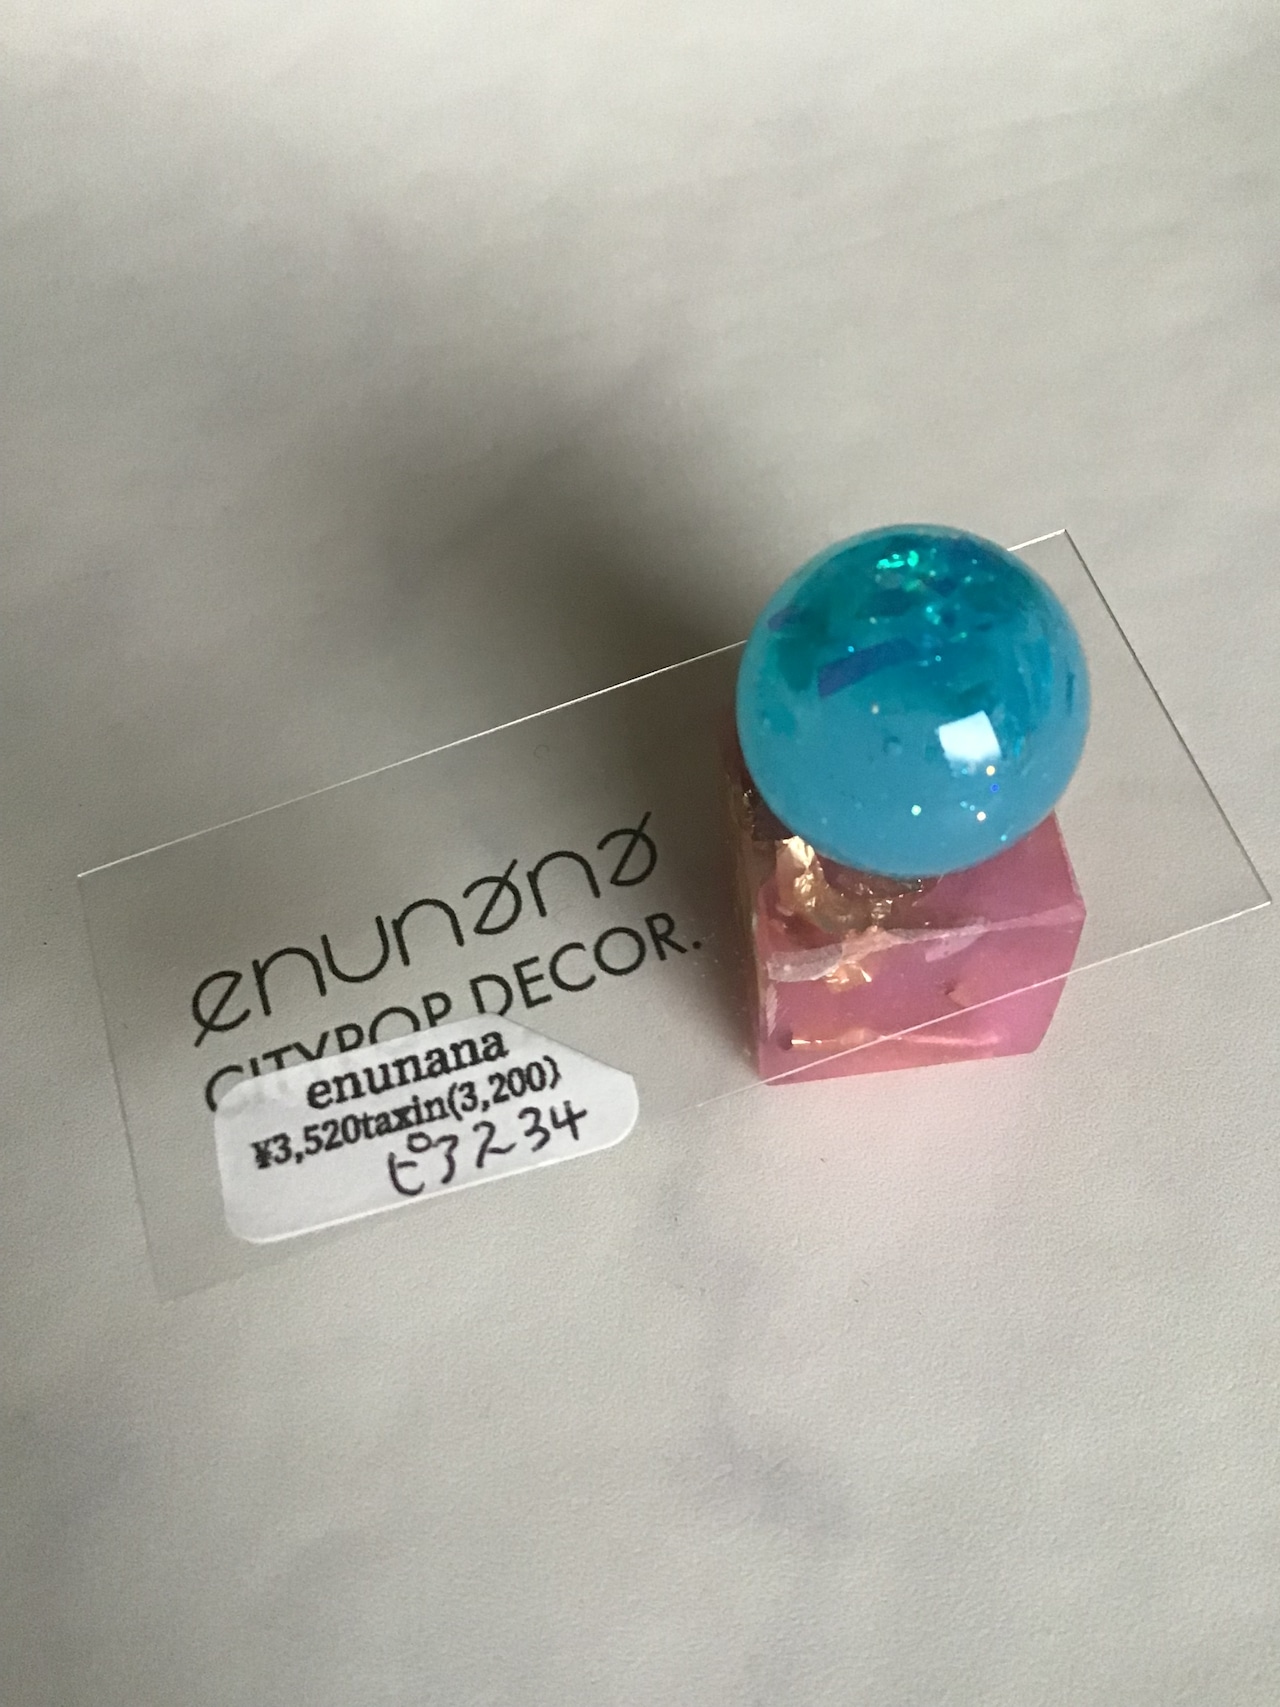 enunana
CITYPOP DECOR.
enunana
¥3,520taxin(3,200)
ピアス34